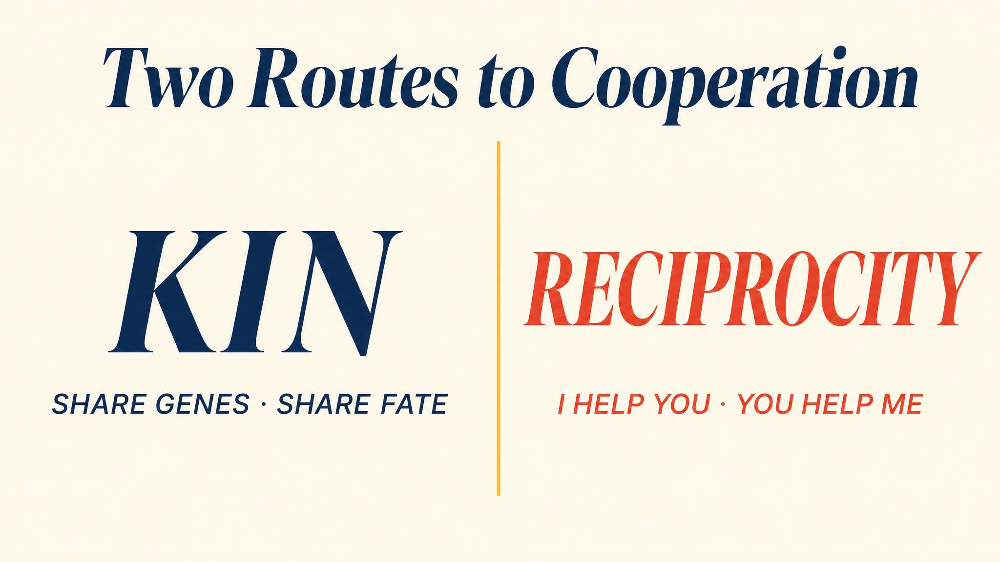 Two Routes to Cooperation
KIN
SHARE GENES · SHARE FATE
RECIPROCITY
I HELP YOU · YOU HELP ME